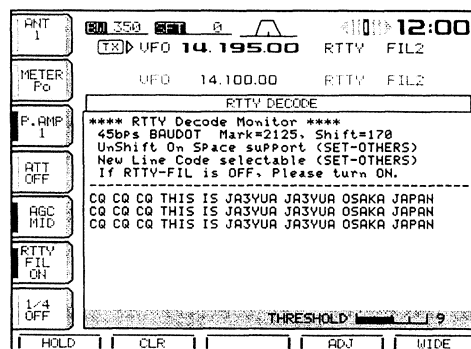 ANT 1
BW 350 SFT 0 12:00
TX VFO 14.195.00 RTTY FIL2
METER Po
VFO 14.100.00 RTTY FIL2
RTTY DECODE
P.AMP 1
**** RTTY Decode Monitor ****
45bps BAUDOT Mark=2125, Shift=170
UnShift On Space support (SET-OTHERS)
New Line Code selectable (SET-OTHERS)
If RTTY-FIL is OFF, Please turn ON.
ATT OFF
--------------------------------------------
CQ CQ CQ THIS IS JA3YUA JA3YUA OSAKA JAPAN
CQ CQ CQ THIS IS JA3YUA JA3YUA OSAKA JAPAN
CQ CQ CQ THIS IS JA3YUA JA3YUA OSAKA JAPAN
AGC MID
RTTY FIL ON
1/4 OFF
THRESHOLD 9
HOLD CLR ADJ WIDE